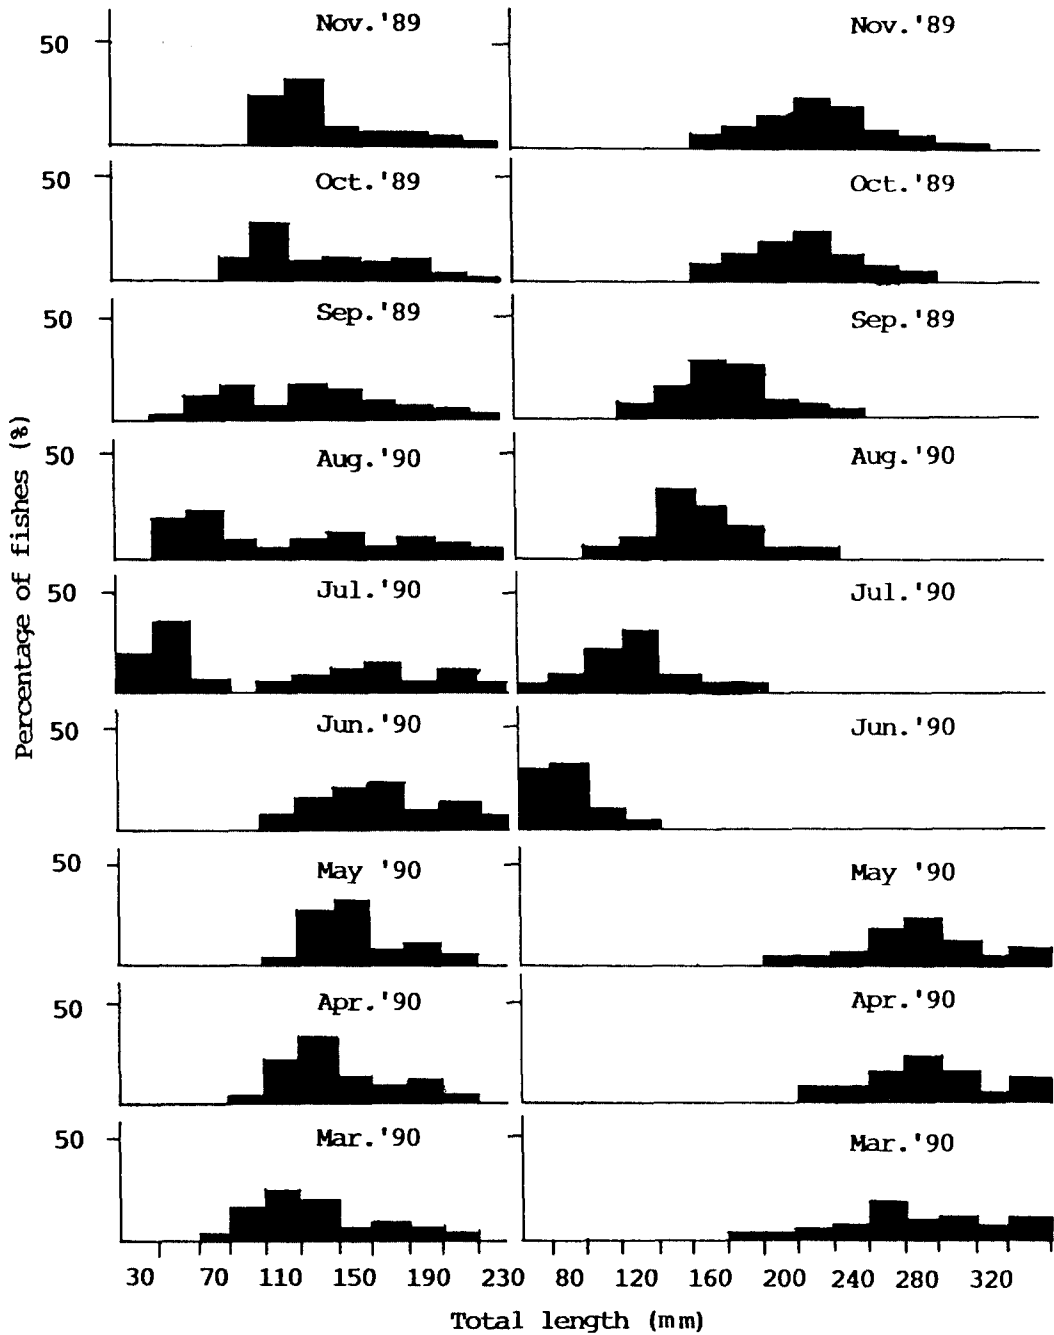 Nov.'89 Nov.'89
50
Oct.'89 Oct.'89
50
Sep.'89 Sep.'89
50
Aug.'90 Aug.'90
50
Jul.'90 Jul.'90
50
Jun.'90 Jun.'90
50
May '90 May '90
50
Apr.'90 Apr.'90
50
Mar.'90 Mar.'90
50
Percentage of fishes (%)
30 70 110 150 190 230 80 120 160 200 240 280 320
Total length (mm)